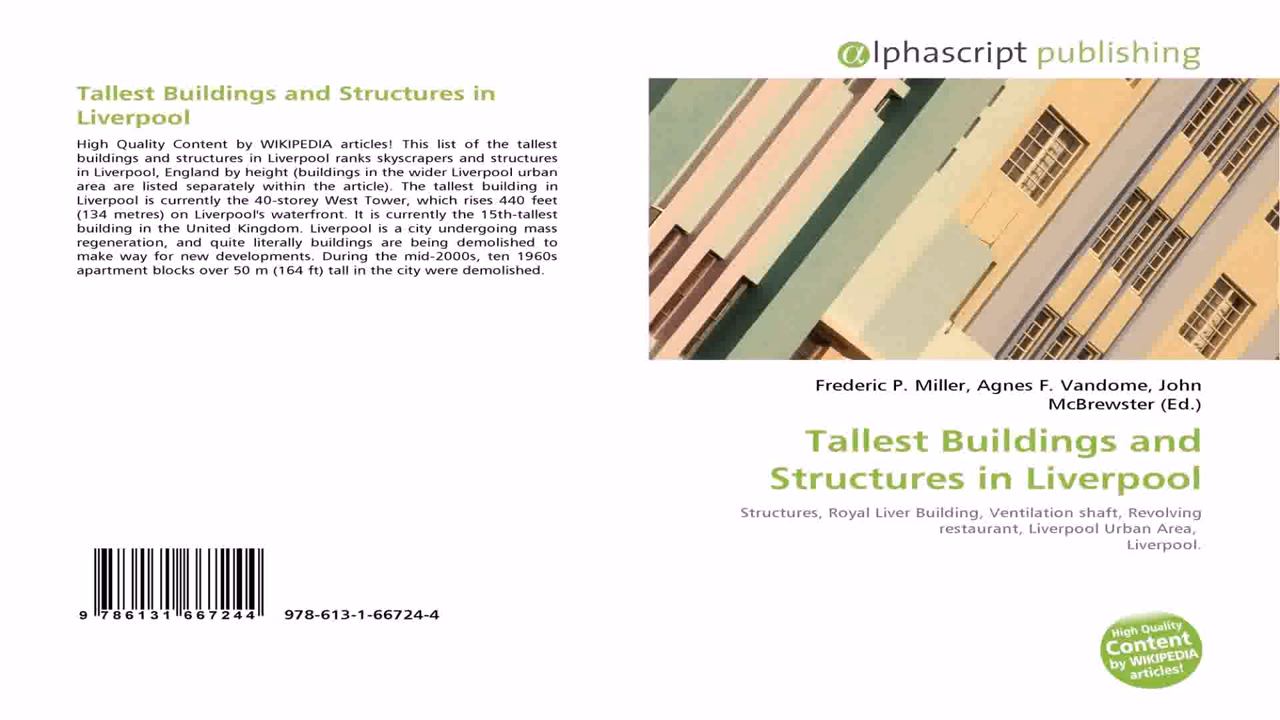 Tallest Buildings and Structures in
Liverpool
High Quality Content by WIKIPEDIA articles! This list of the tallest
buildings and structures in Liverpool ranks skyscrapers and structures
in Liverpool, England by height (buildings in the wider Liverpool urban
area are listed separately within the article). The tallest building in
Liverpool is currently the 40-storey West Tower, which rises 440 feet
(134 metres) on Liverpool's waterfront. It is currently the 15th-tallest
building in the United Kingdom. Liverpool is a city undergoing mass
regeneration, and quite literally buildings are being demolished to
make way for new developments. During the mid-2000s, ten 1960s
apartment blocks over 50 m (164 ft) tall in the city were demolished.
9 786131 667244
978-613-1-66724-4
alphascript publishing
Frederic P. Miller, Agnes F. Vandome, John
McBrewster (Ed.)
Tallest Buildings and
Structures in Liverpool
Structures, Royal Liver Building, Ventilation shaft, Revolving
restaurant, Liverpool Urban Area,
Liverpool.
High Quality
Content
by WIKIPEDIA
articles!